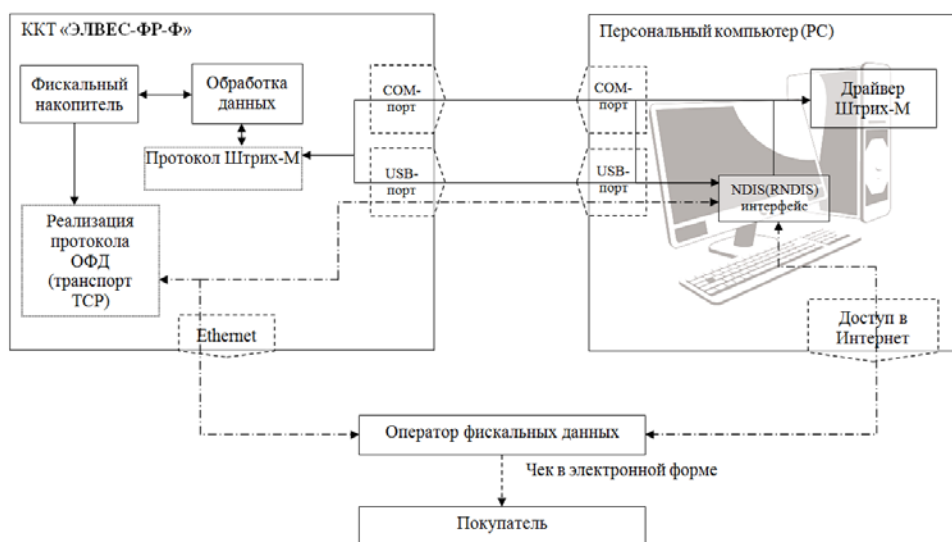 ККТ «ЭЛВЕС-ФР-Ф»
Фискальный
накопитель
Обработка
данных
Протокол Штрих-М
Реализация
протокола
ОФД
(транспорт
TCP)
COM-
порт
USB-
порт
Ethernet
Персональный компьютер (PC)
COM-
порт
USB-
порт
Драйвер
Штрих-М
NDIS(RNDIS)
интерфейс
Доступ в
Интернет
Оператор фискальных данных
Чек в электронной форме
Покупатель